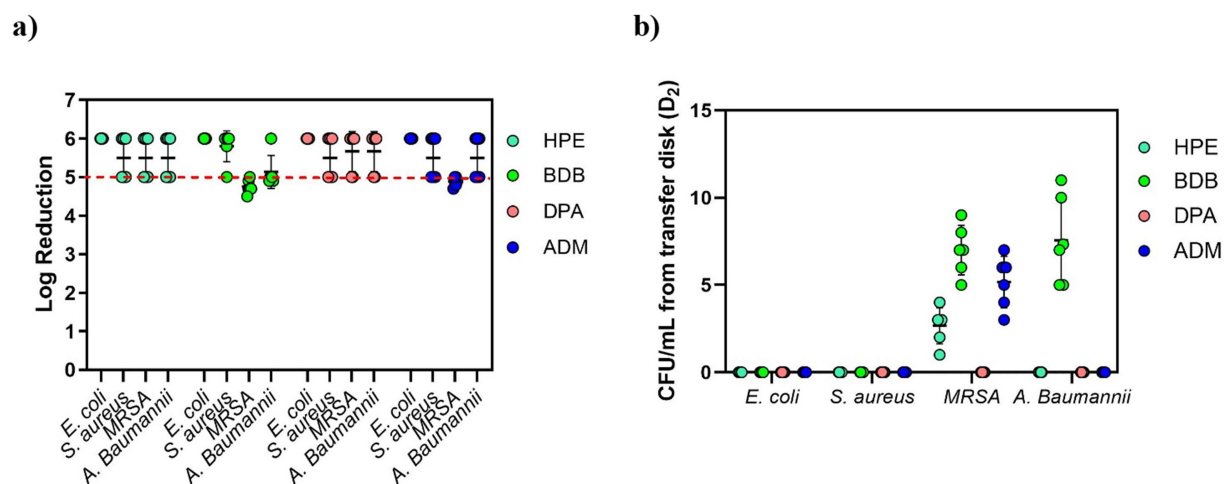 a)
Log Reduction
7
6
5
4
3
2
1
0
E. coli
S. aureus
MRSA
A. Baumannii
E. coli
S. aureus
MRSA
A. Baumannii
E. coli
S. aureus
MRSA
A. Baumannii
E. coli
S. aureus
MRSA
A. Baumannii
HPE
BDB
DPA
ADM
b)
CFU/mL from transfer disk (D₂)
15
10
5
0
E. coli
S. aureus
MRSA
A. Baumannii
HPE
BDB
DPA
ADM